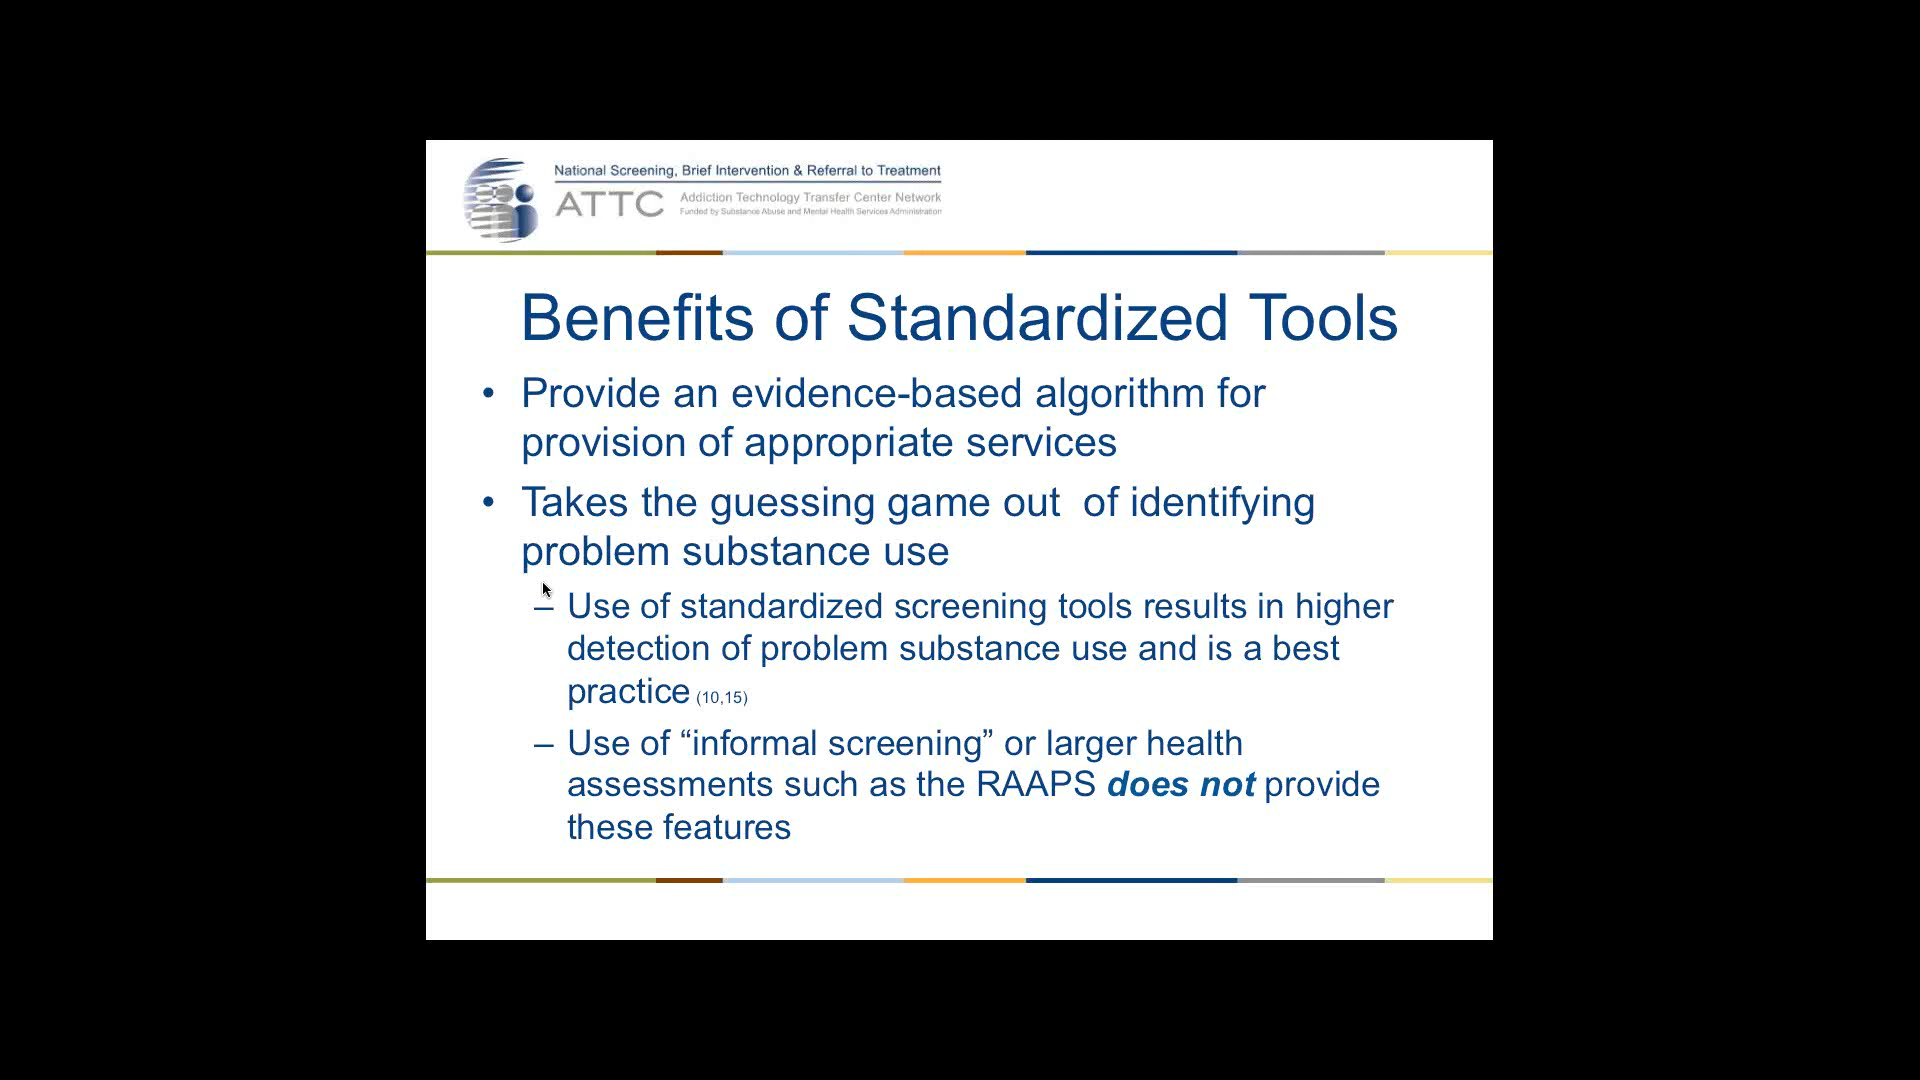 National Screening, Brief Intervention & Referral to Treatment
ATTC Addiction Technology Transfer Center Network
Funded by Substance Abuse and Mental Health Services Administration
Benefits of Standardized Tools
• Provide an evidence-based algorithm for
provision of appropriate services
• Takes the guessing game out  of identifying
problem substance use
– Use of standardized screening tools results in higher
detection of problem substance use and is a best
practice (10,15)
– Use of “informal screening” or larger health
assessments such as the RAAPS does not provide
these features